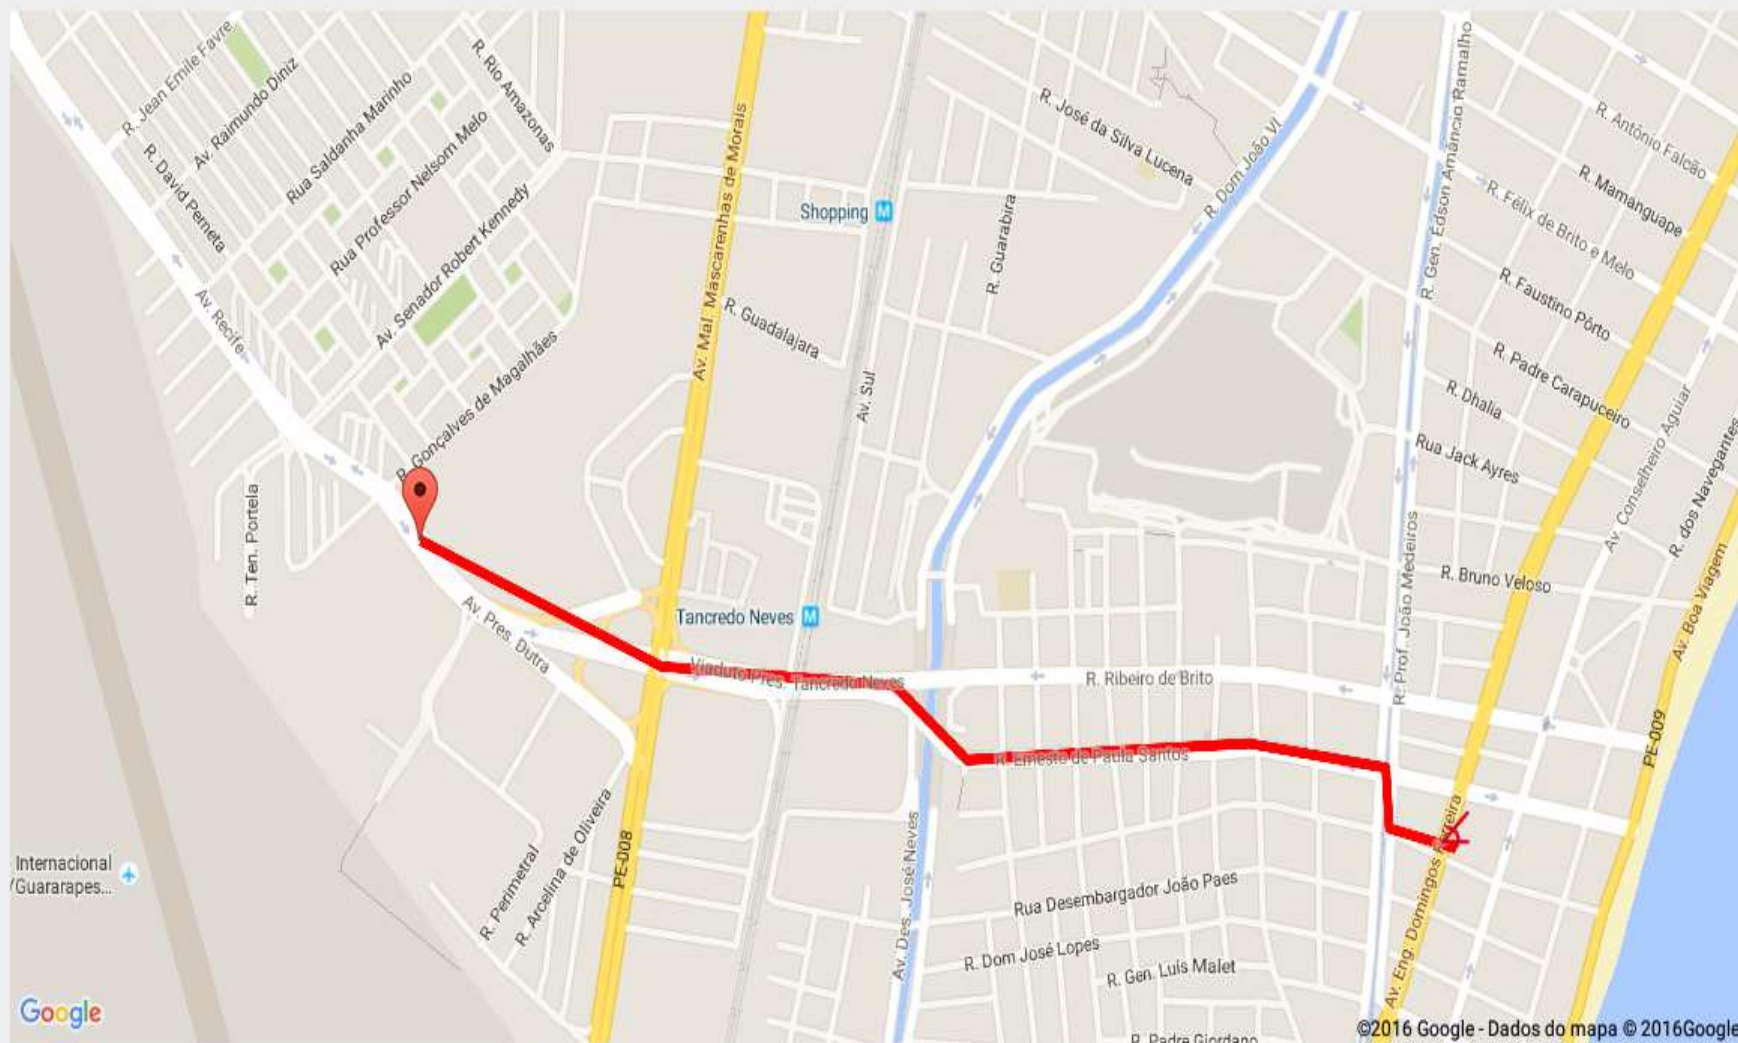 R. Jean Emile Favre
Av. Raimundo Diniz
R. David Perneta
Rua Saldanha Marinho
R. Rio Amazonas
Rua Professor Nelsom Melo
Av. Senador Robert Kennedy
Av. Recife
R. Gonçalves de Magalhães
R. Ten. Portela
Av. Mal. Mascarenhas de Morais
Shopping
M
R. Guadalajara
Av. Sul
R. José da Silva Lucena
R. Guarabira
R. Dom João VI
R. Gen. Edson Amâncio Ramalho
R. Antônio Falcão
R. Mamanguape
R. Félix de Brito e Melo
R. Faustino Pôrto
R. Padre Carapuceiro
R. Dhalia
Rua Jack Ayres
Av. Conselheiro Aguiar
R. dos Navegantes
R. Bruno Veloso
Av. Boa Viagem
R. Prof. João Medeiros
Tancredo Neves
M
Av. Pres. Dutra
Viaduto Pres. Tancredo Neves
R. Ribeiro de Brito
R. Ernesto de Paula Santos
PE-009
PE-008
R. Perimetral
R. Arcelina de Oliveira
Av. Des. José Neves
Av. Eng. Domingos Ferreira
Rua Desembargador João Paes
R. Dom José Lopes
R. Gen. Luís Malet
R. Padre Giordano
Internacional
/Guararapes...
Google
©2016 Google - Dados do mapa © 2016Google